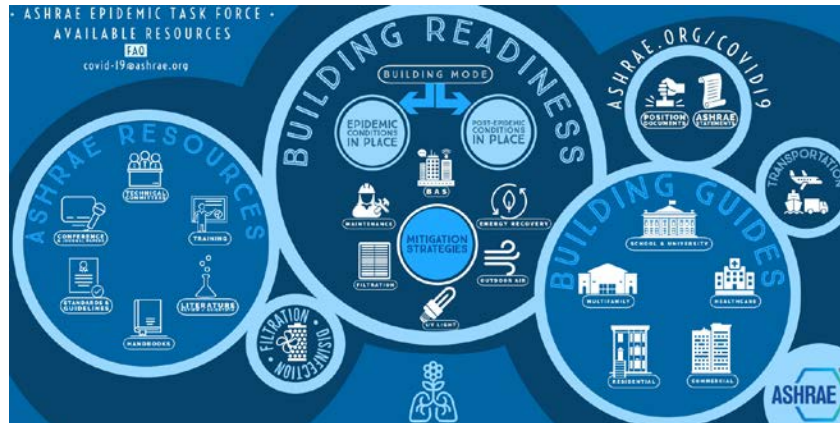 • ASHRAE EPIDEMIC TASK FORCE •
AVAILABLE RESOURCES
FAQ
covid-19@ashrae.org
BUILDING READINESS
BUILDING MODE
EPIDEMIC
CONDITIONS
IN PLACE
POST-EPIDEMIC
CONDITIONS
IN PLACE
BAS
MAINTENANCE
ENERGY RECOVERY
MITIGATION
STRATEGIES
FILTRATION
OUTDOOR AIR
UV LIGHT
ASHRAE RESOURCES
TECHNICAL
COMMITTEE
CONFERENCE
TRAINING
STANDARDS &
GUIDELINES
LITERATURE
HANDBOOKS
FILTRATION • DISINFECTION
ASHRAE.ORG/COVID19
POSITION
DOCUMENTS
ASHRAE
STATEMENTS
TRANSPORTATION
BUILDING GUIDES
SCHOOL & UNIVERSITY
MULTIFAMILY
HEALTHCARE
RESIDENTIAL
COMMERCIAL
ASHRAE